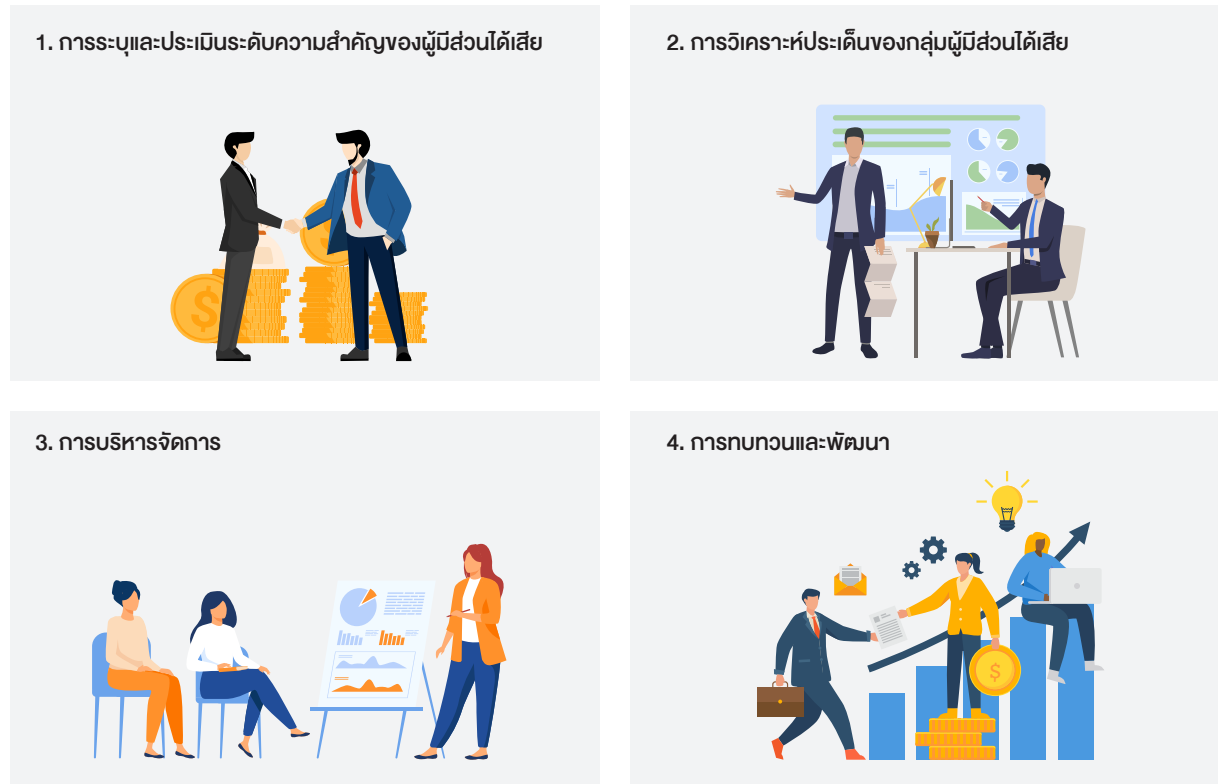 1. การระบุและประเมินระดับความสำคัญของผู้มีส่วนได้เสีย
2. การวิเคราะห์ประเด็นของกลุ่มผู้มีส่วนได้เสีย
3. การบริหารจัดการ
4. การทบทวนและพัฒนา